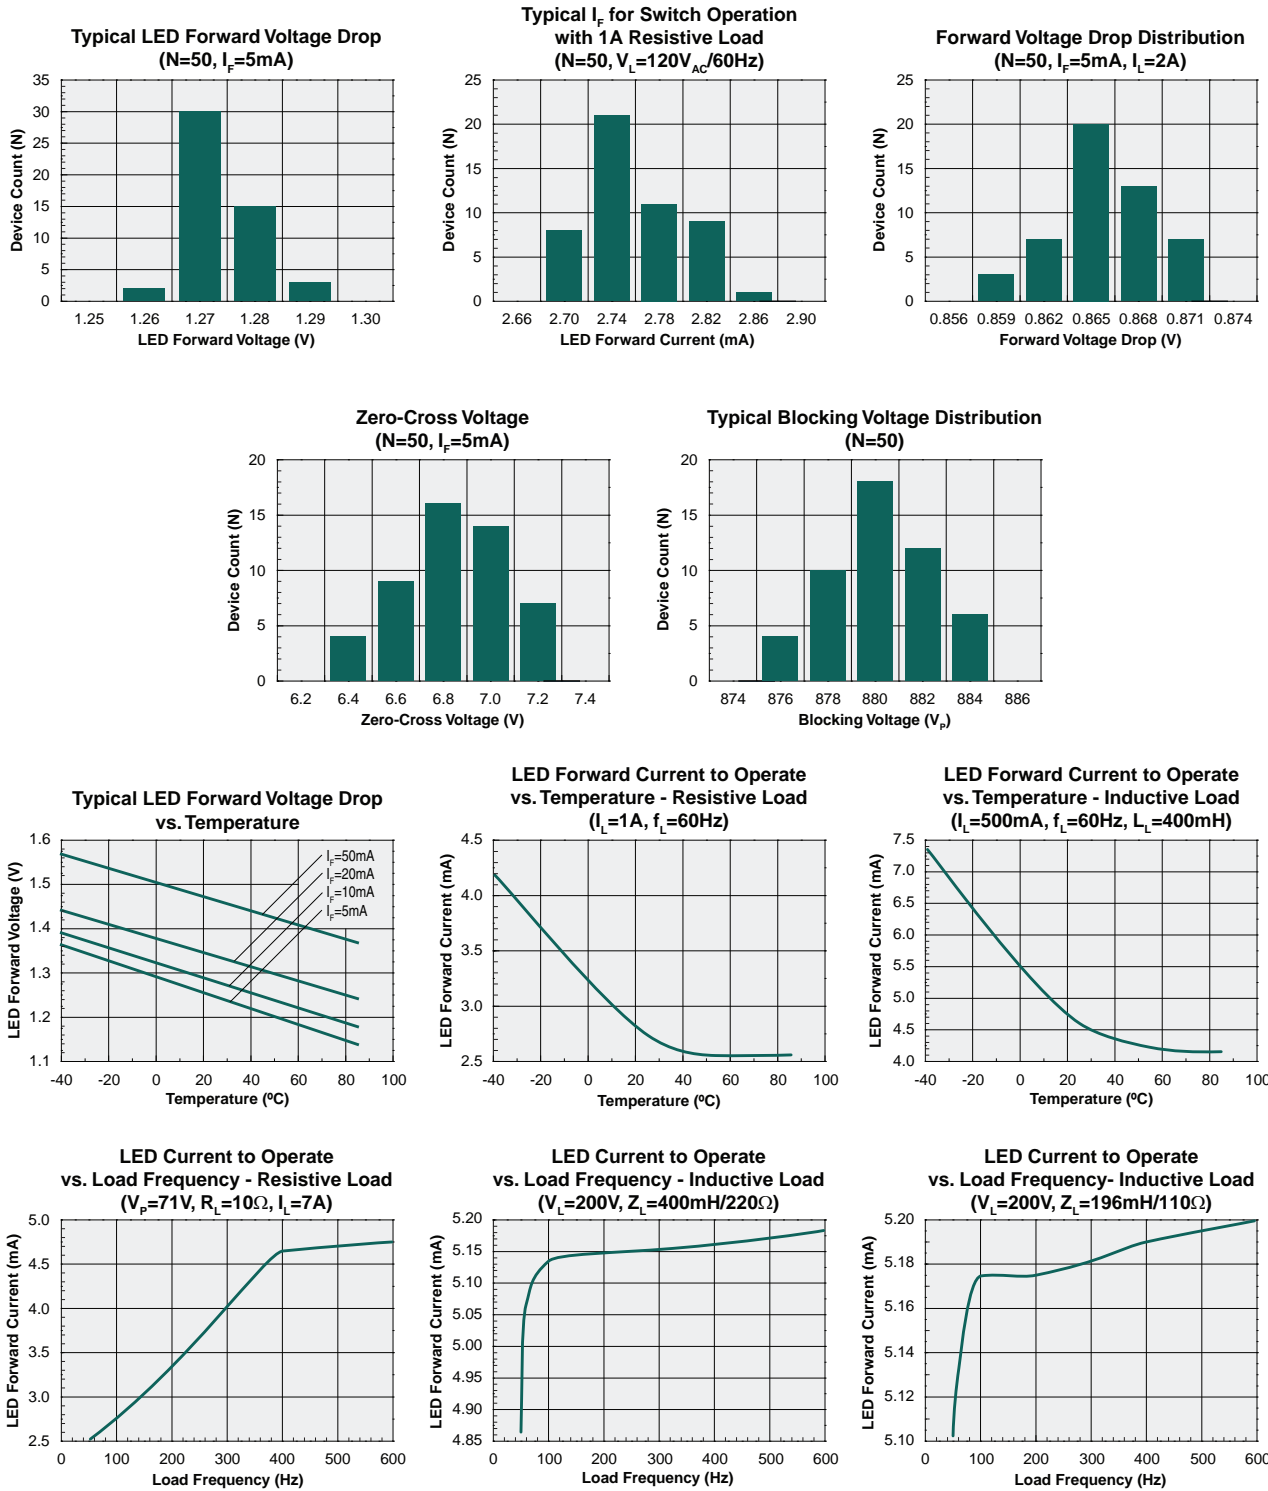 Typical LED Forward Voltage Drop
(N=50, IF=5mA)
35
30
25
20
15
10
5
0
Device Count (N)
1.25 1.26 1.27 1.28 1.29 1.30
LED Forward Voltage (V)
Typical IF for Switch Operation
with 1A Resistive Load
(N=50, VL=120VAC/60Hz)
25
20
15
10
5
0
Device Count (N)
2.66 2.70 2.74 2.78 2.82 2.86 2.90
LED Forward Current (mA)
Forward Voltage Drop Distribution
(N=50, IF=5mA, IL=2A)
25
20
15
10
5
0
Device Count (N)
0.856 0.859 0.862 0.865 0.868 0.871 0.874
Forward Voltage Drop (V)
Zero-Cross Voltage
(N=50, IF=5mA)
20
15
10
5
0
Device Count (N)
6.2 6.4 6.6 6.8 7.0 7.2 7.4
Zero-Cross Voltage (V)
Typical Blocking Voltage Distribution
(N=50)
20
15
10
5
0
Device Count (N)
874 876 878 880 882 884 886
Blocking Voltage (VP)
Typical LED Forward Voltage Drop
vs. Temperature
1.6
1.5
1.4
1.3
1.2
1.1
LED Forward Voltage (V)
IF=50mA
IF=20mA
IF=10mA
IF=5mA
-40 -20 0 20 40 60 80 100
Temperature (ºC)
LED Forward Current to Operate
vs. Temperature - Resistive Load
(IL=1A, fL=60Hz)
4.5
4.0
3.5
3.0
2.5
LED Forward Current (mA)
-40 -20 0 20 40 60 80 100
Temperature (ºC)
LED Forward Current to Operate
vs. Temperature - Inductive Load
(IL=500mA, fL=60Hz, LL=400mH)
7.5
7.0
6.5
6.0
5.5
5.0
4.5
4.0
LED Forward Current (mA)
-40 -20 0 20 40 60 80 100
Temperature (ºC)
LED Current to Operate
vs. Load Frequency - Resistive Load
(VP=71V, RL=10Ω, IL=7A)
5.0
4.5
4.0
3.5
3.0
2.5
LED Forward Current (mA)
0 100 200 300 400 500 600
Load Frequency (Hz)
LED Current to Operate
vs. Load Frequency - Inductive Load
(VL=200V, ZL=400mH/220Ω)
5.20
5.15
5.10
5.05
5.00
4.95
4.90
4.85
LED Forward Current (mA)
0 100 200 300 400 500 600
Load Frequency (Hz)
LED Current to Operate
vs. Load Frequency- Inductive Load
(VL=200V, ZL=196mH/110Ω)
5.20
5.18
5.16
5.14
5.12
5.10
LED Forward Current (mA)
0 100 200 300 400 500 600
Load Frequency (Hz)